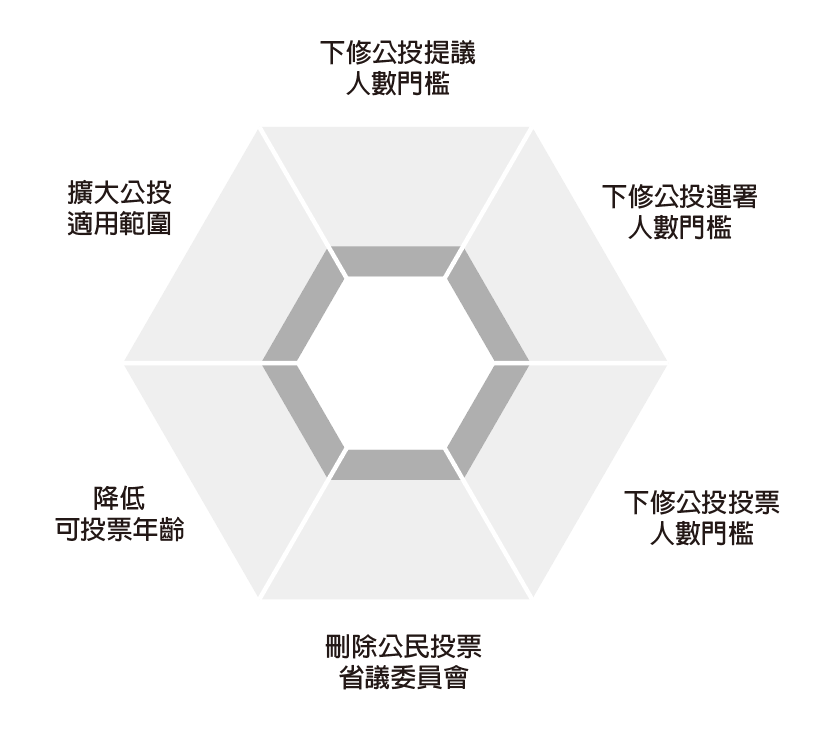 下修公投提議
人數門檻
下修公投連署
人數門檻
下修公投投票
人數門檻
刪除公民投票
省議委員會
降低
可投票年齡
擴大公投
適用範圍